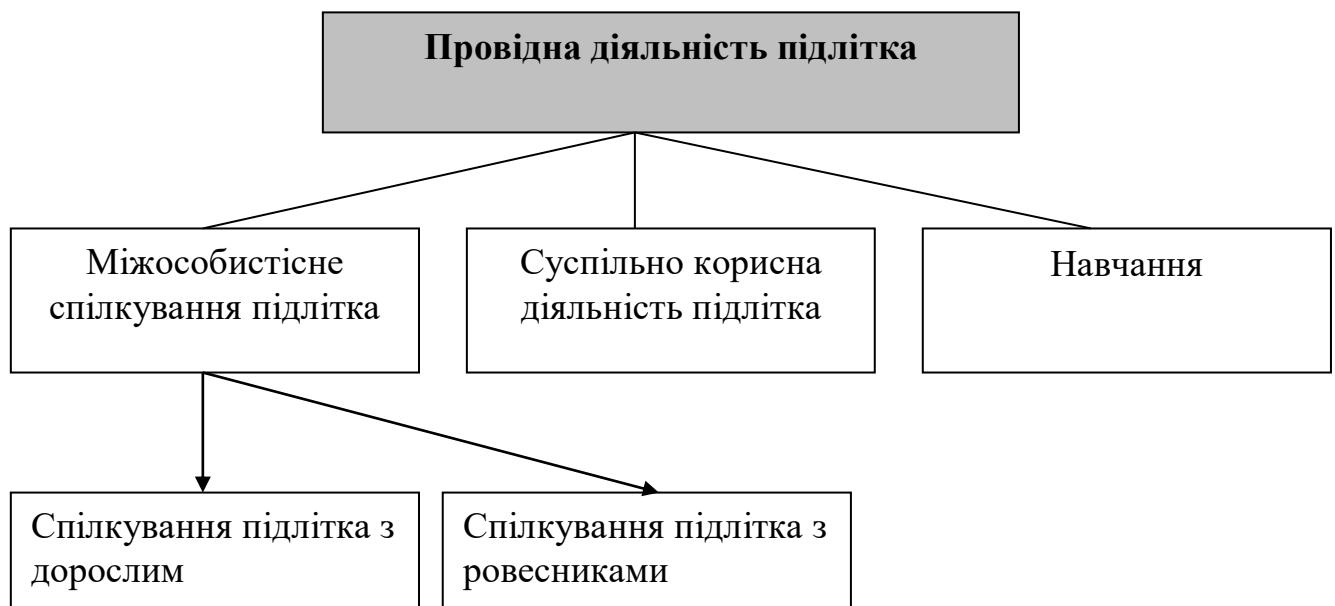 Провідна діяльність підлітка
Міжособистісне
спілкування підлітка
Суспільно корисна
діяльність підлітка
Навчання
Спілкування підлітка з
дорослим
Спілкування підлітка з
ровесниками